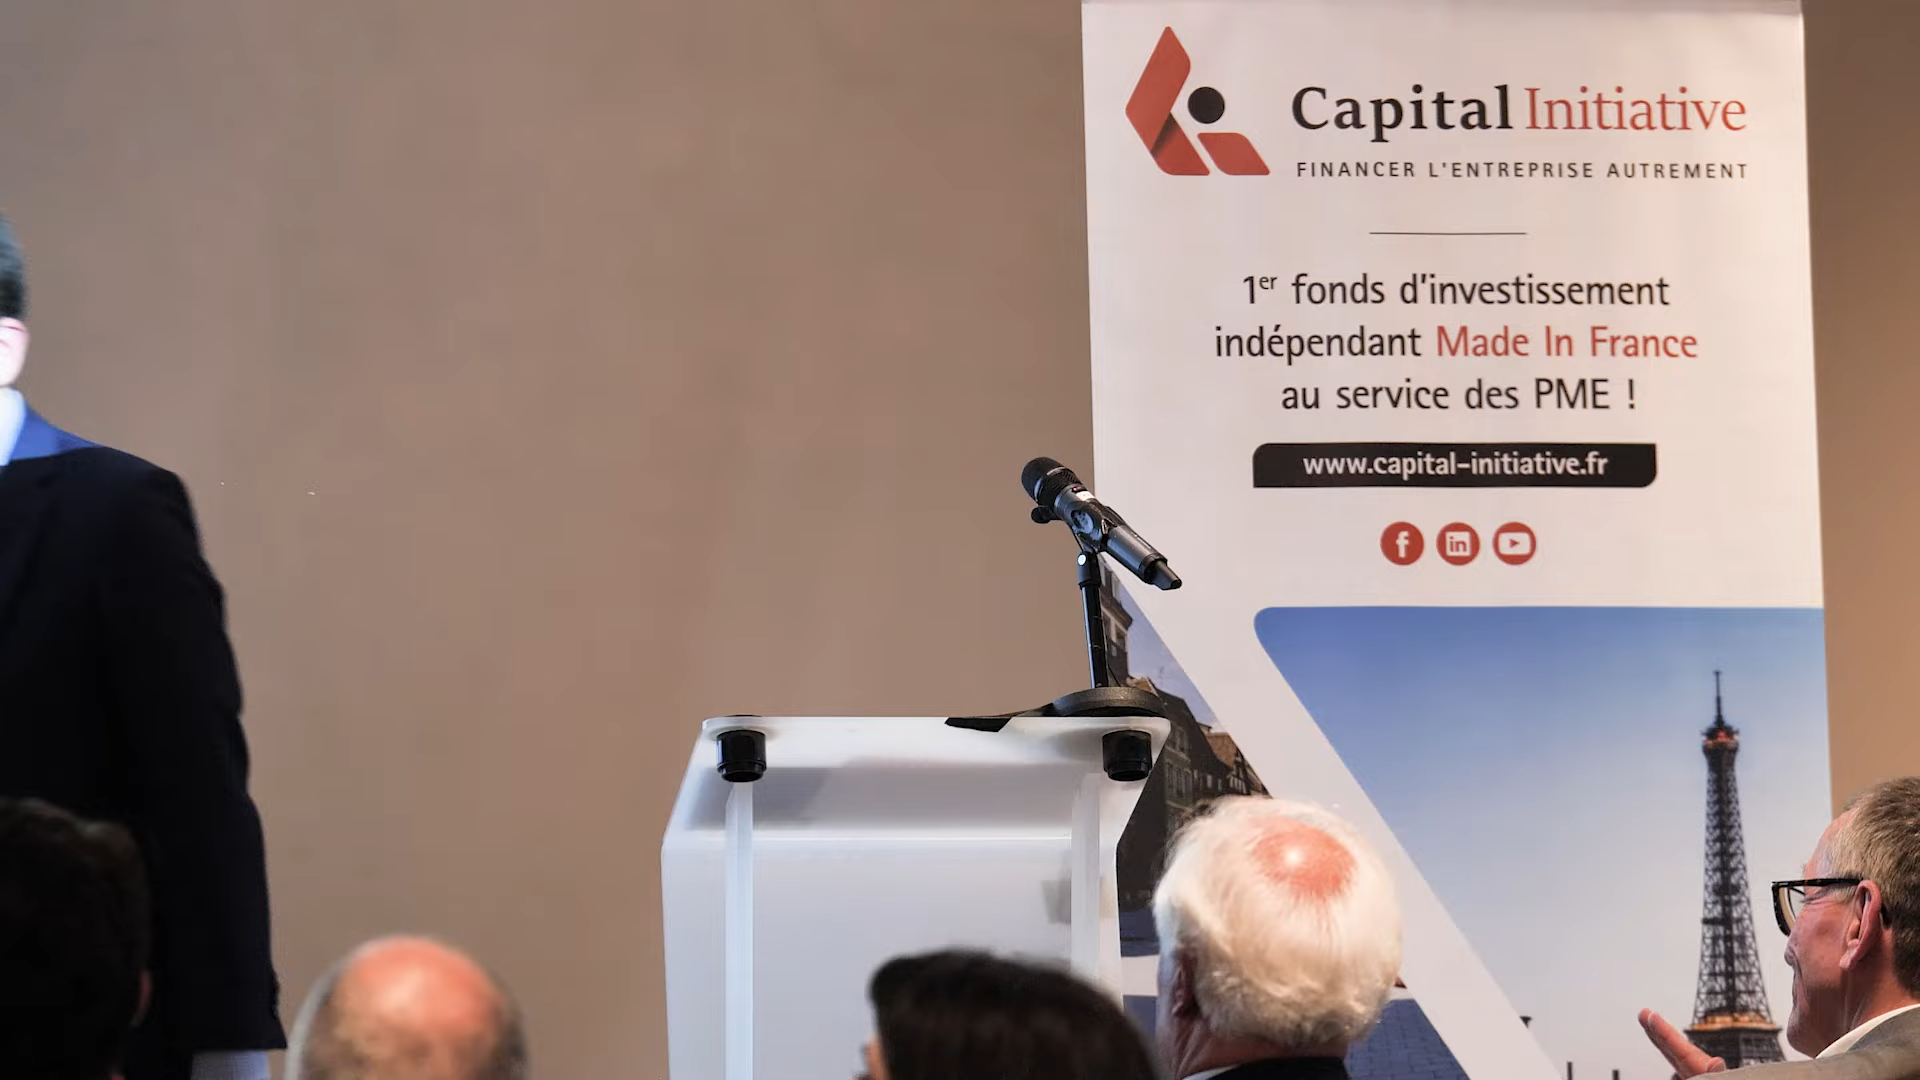 Capital Initiative
FINANCER L'ENTREPRISE AUTREMENT
1er fonds d'investissement
indépendant Made In France
au service des PME !
www.capital-initiative.fr
f in